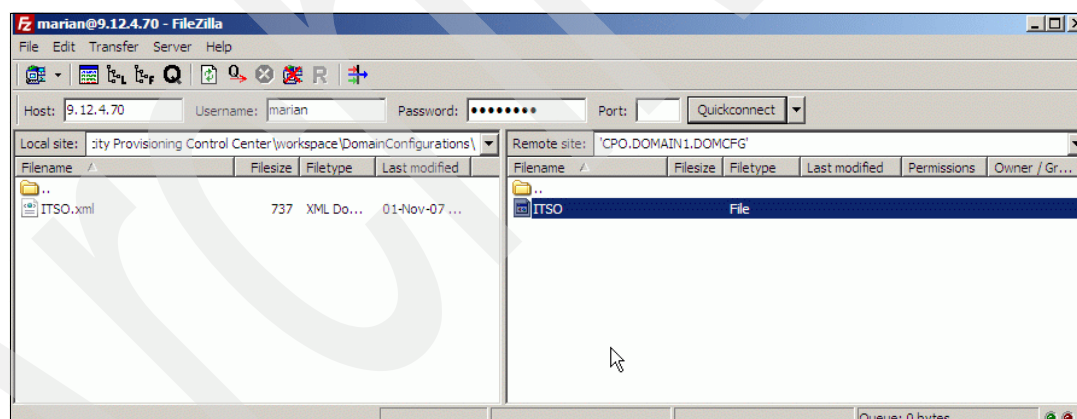 marian@9.12.4.70 - FileZilla
File Edit Transfer Server Help
Host: 9.12.4.70 Username: marian Password: •••••••• Port: Quickconnect
Local site: :ity Provisioning Control Center\workspace\DomainConfigurations\
Remote site: 'CPO.DOMAIN1.DOMCFG'
Filename Filesize Filetype Last modified
Filename Filesize Filetype Last modified Permissions Owner / Gr...
..
..
ITSO.xml 737 XML Do... 01-Nov-07 ...
ITSO File
Queue: 0 bytes